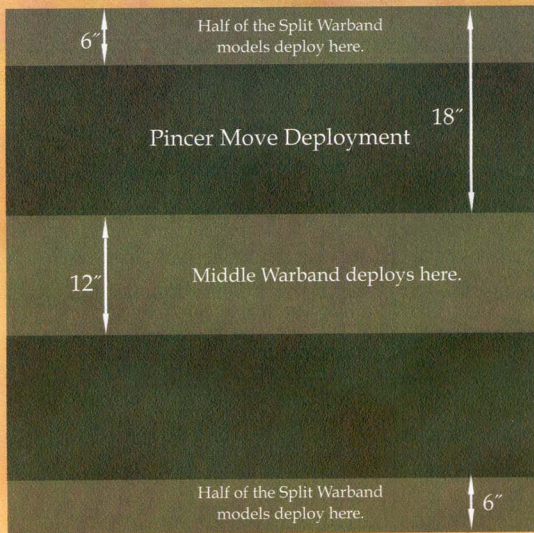 Half of the Split Warband
models deploy here.
6″
18″
Pincer Move Deployment
12″
Middle Warband deploys here.
Half of the Split Warband
models deploy here.
6″